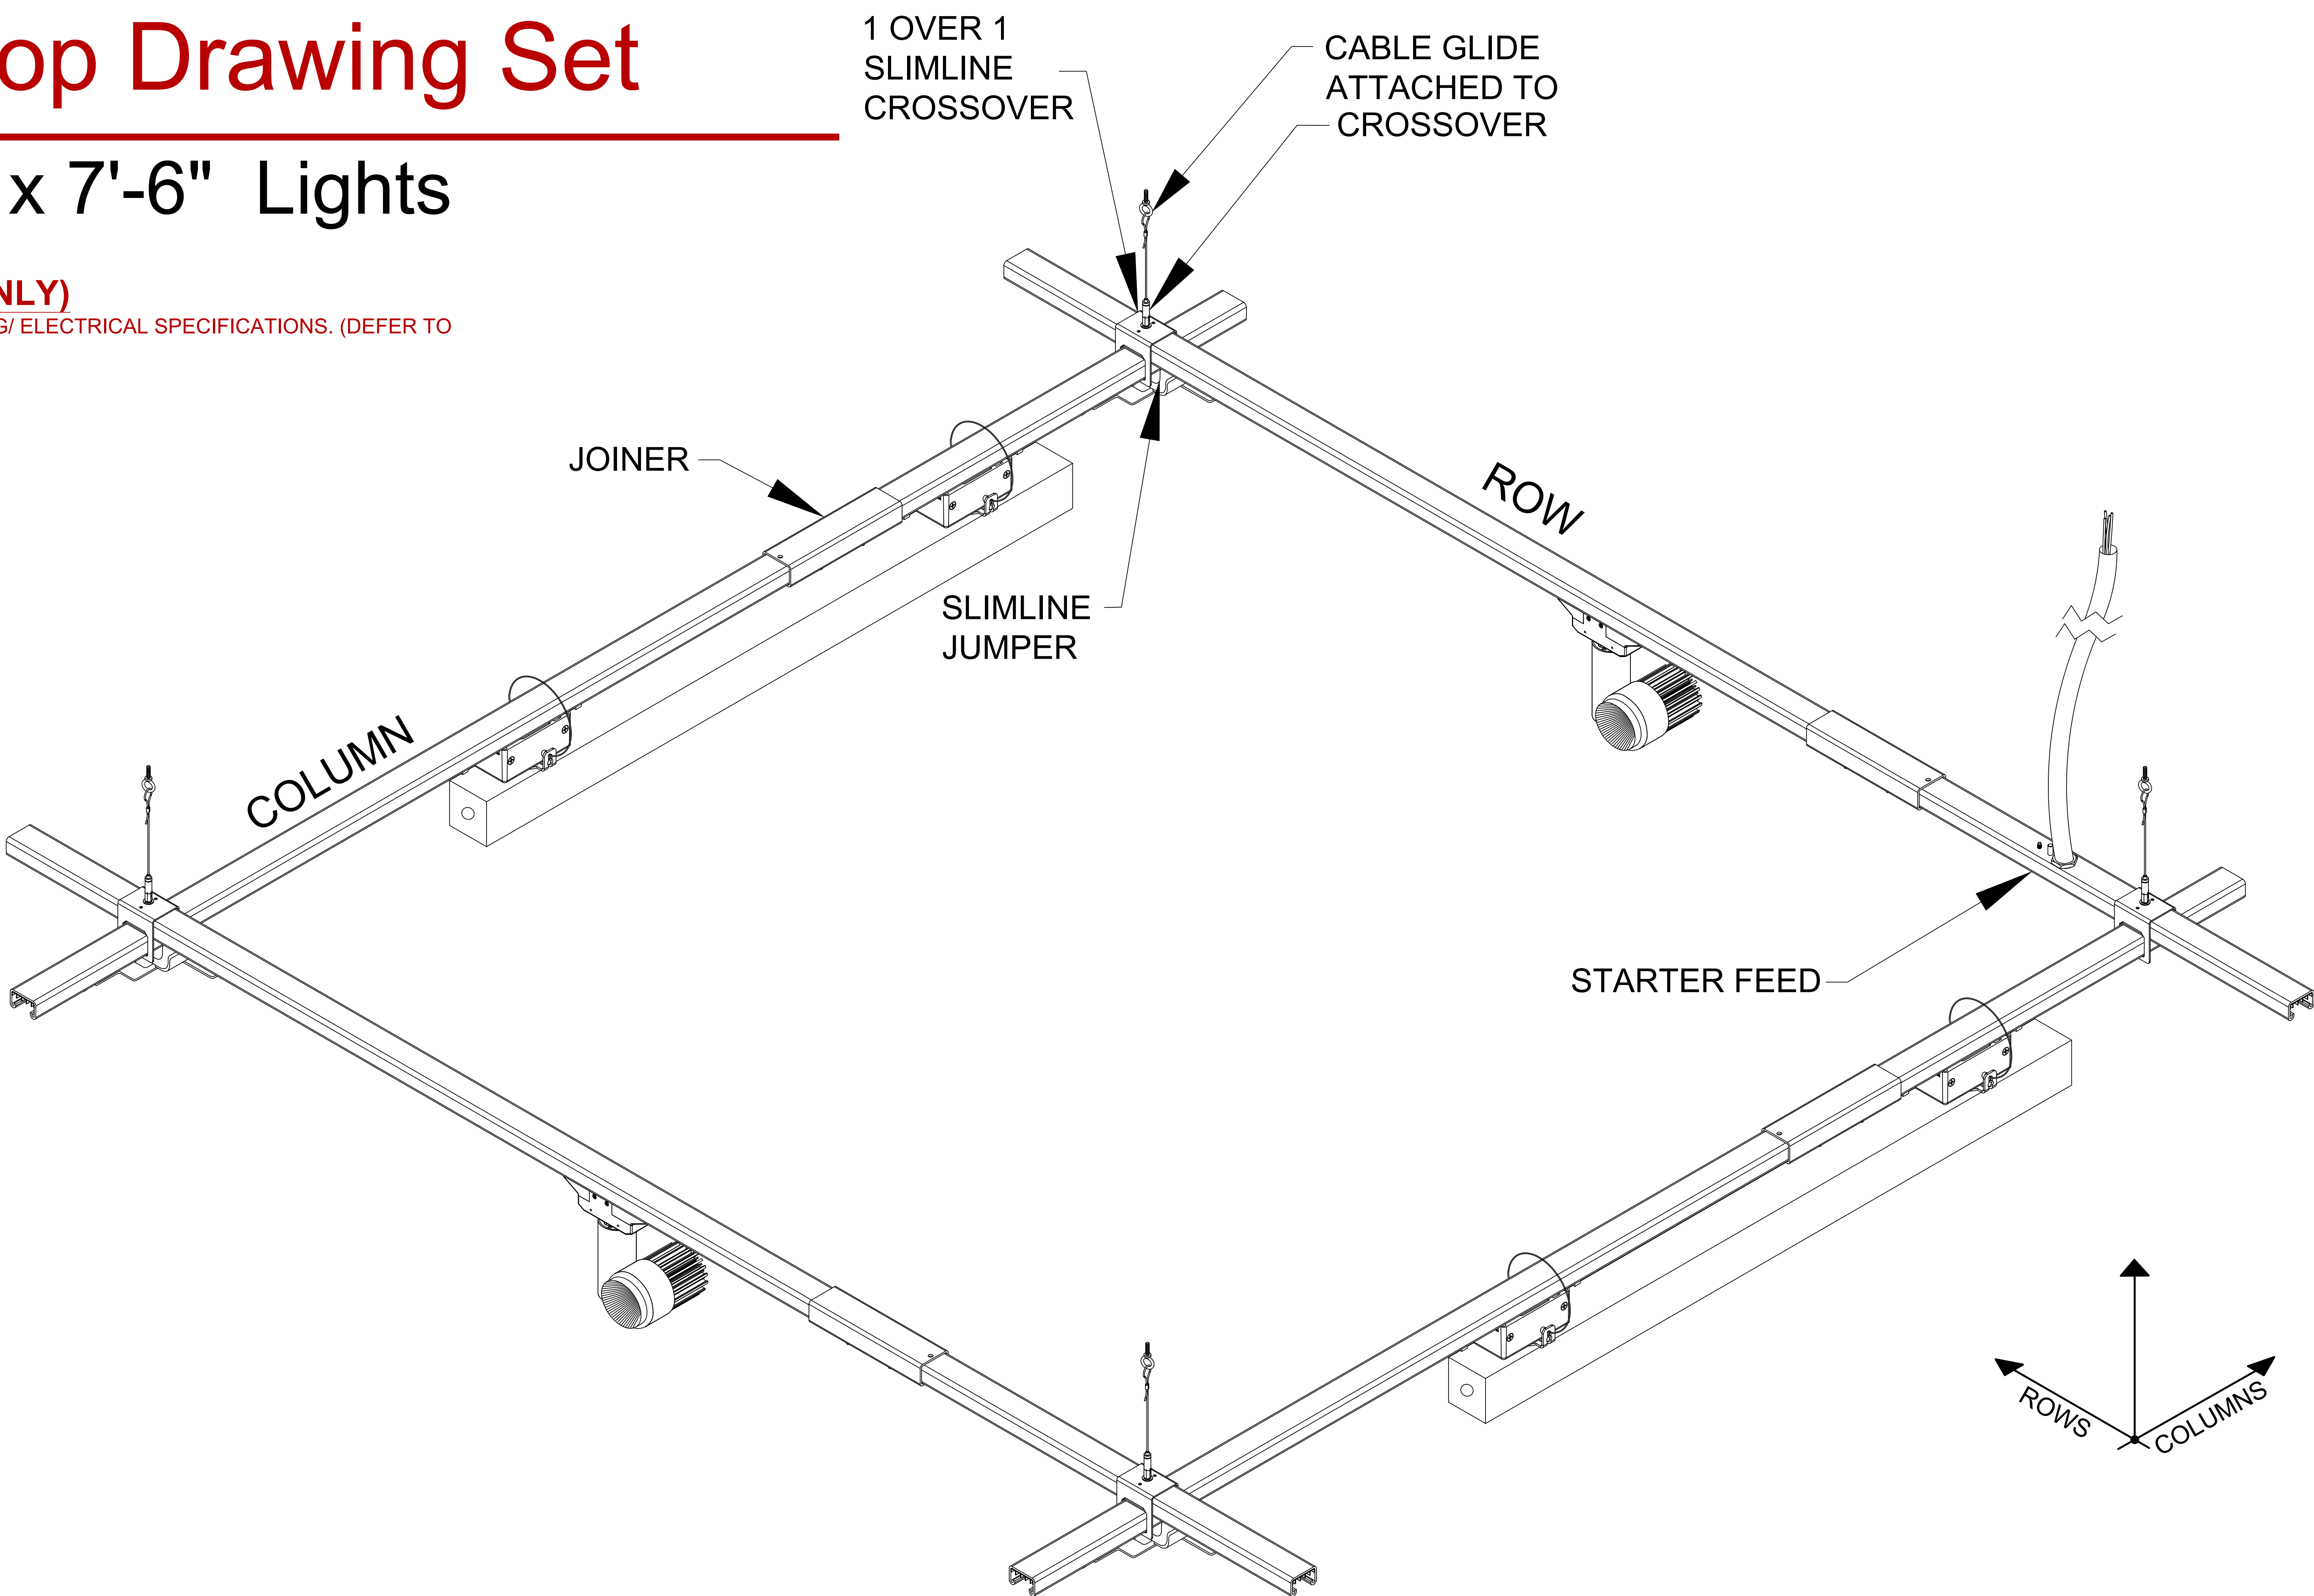 op Drawing Set
x 7'-6" Lights
NLY)
G/ ELECTRICAL SPECIFICATIONS. (DEFER TO
1 OVER 1
SLIMLINE
CROSSOVER
CABLE GLIDE
ATTACHED TO
CROSSOVER
JOINER
ROW
SLIMLINE
JUMPER
COLUMN
STARTER FEED
ROWS
COLUMNS